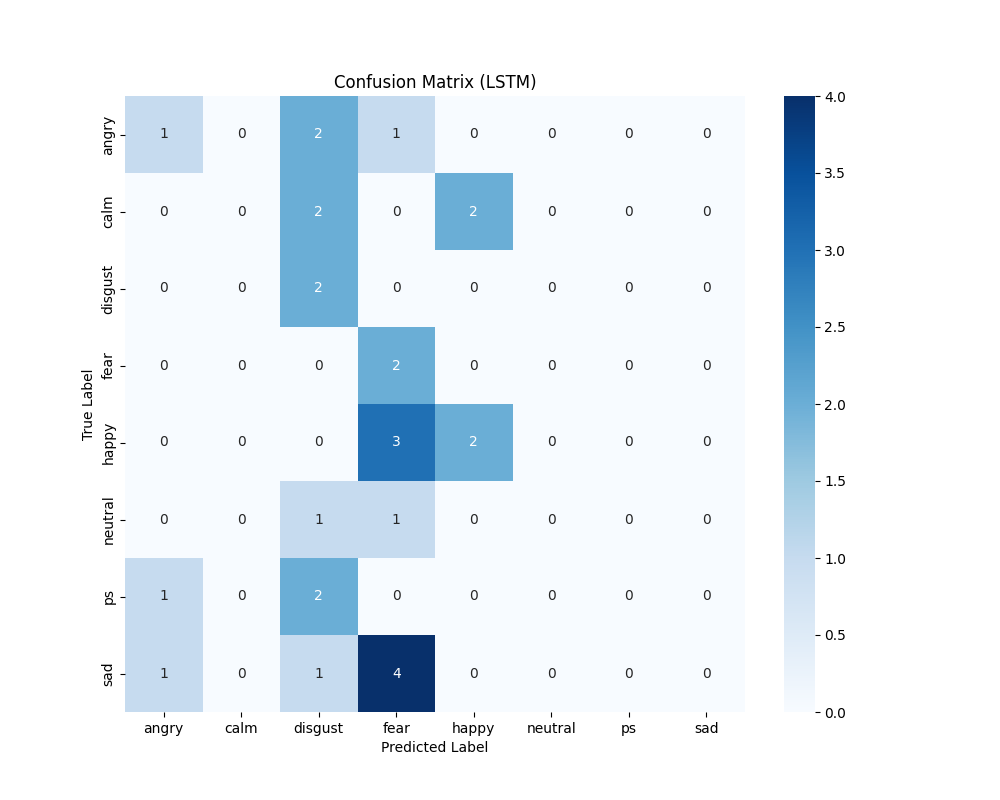 Confusion Matrix (LSTM)
angry 1 0 2 1 0 0 0 0
calm 0 0 2 0 2 0 0 0
disgust 0 0 2 0 0 0 0 0
fear 0 0 0 2 0 0 0 0
happy 0 0 0 3 2 0 0 0
neutral 0 0 1 1 0 0 0 0
ps 1 0 2 0 0 0 0 0
sad 1 0 1 4 0 0 0 0
angry calm disgust fear happy neutral ps sad
Predicted Label
True Label
4.0
3.5
3.0
2.5
2.0
1.5
1.0
0.5
0.0